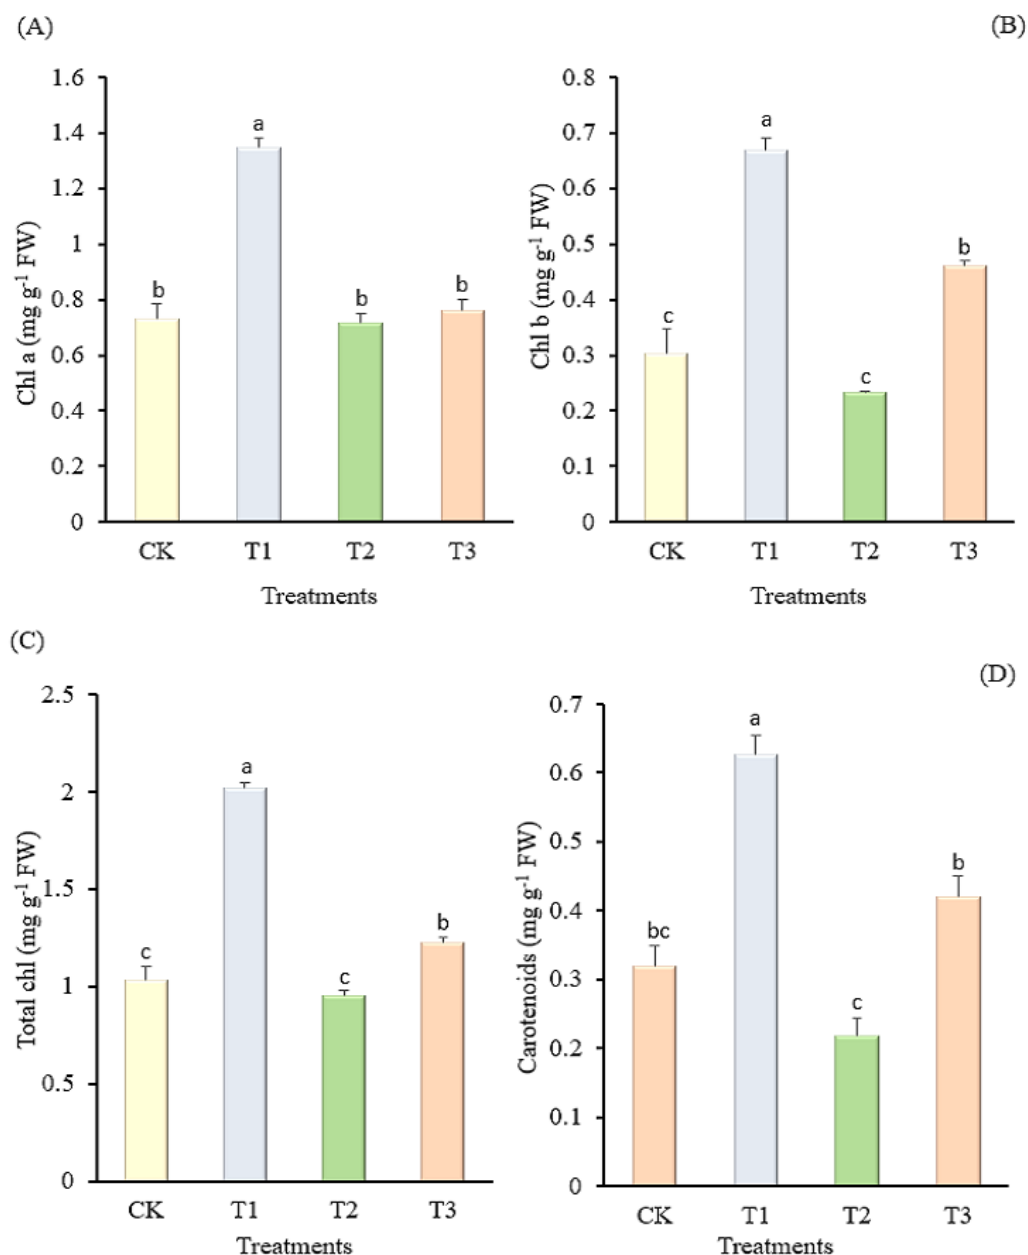 (A)
Chl a (mg g⁻¹ FW)
1.6
1.4
1.2
1
0.8
0.6
0.4
0.2
0
b
a
b
b
CK T1 T2 T3
Treatments
(B)
Chl b (mg g⁻¹ FW)
0.8
0.7
0.6
0.5
0.4
0.3
0.2
0.1
0
c
a
c
b
CK T1 T2 T3
Treatments
(C)
Total chl (mg g⁻¹ FW)
2.5
2
1.5
1
0.5
0
c
a
c
b
CK T1 T2 T3
Treatments
(D)
Carotenoids (mg g⁻¹ FW)
0.7
0.6
0.5
0.4
0.3
0.2
0.1
0
bc
a
c
b
CK T1 T2 T3
Treatments